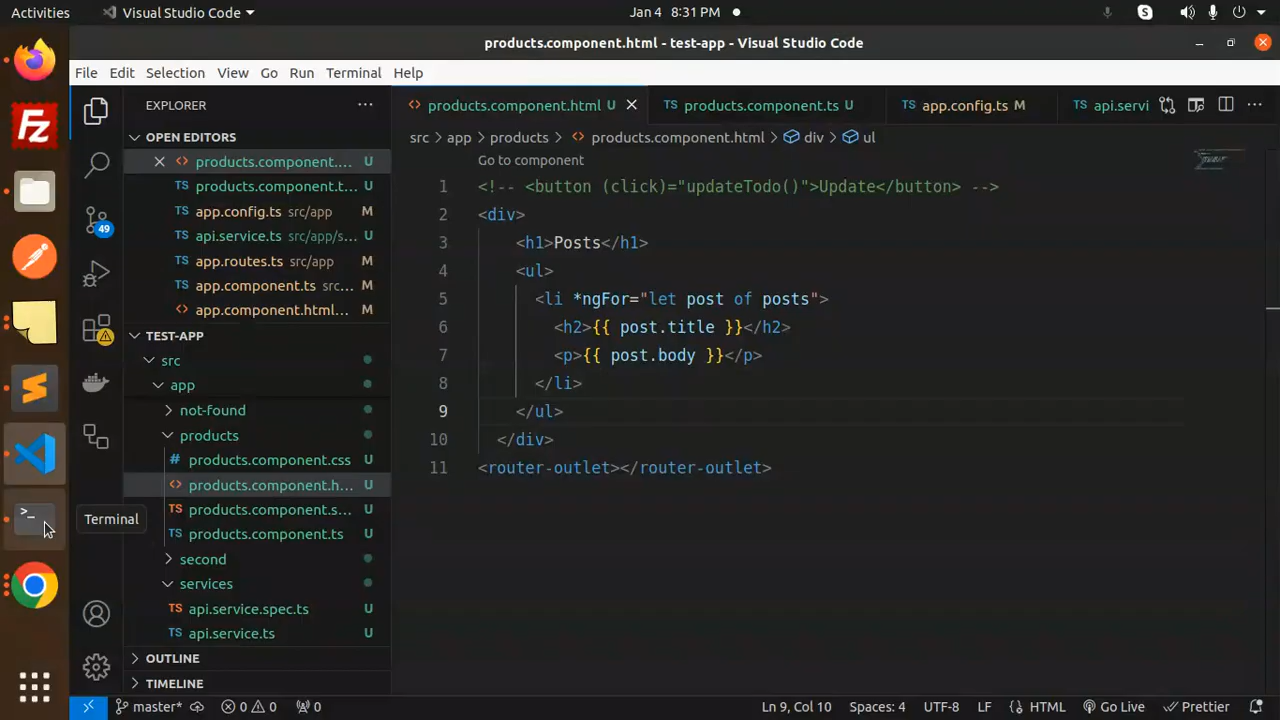 Activities
Visual Studio Code
Jan 4 8:31 PM
products.component.html - test-app - Visual Studio Code
File Edit Selection View Go Run Terminal Help
EXPLORER
products.component.html U
products.component.ts U
app.config.ts M
api.servi
OPEN EDITORS
src > app > products > products.component.html > div > ul
products.component.... U
products.component.t... U
app.config.ts src/app M
api.service.ts src/app/s... U
app.routes.ts src/app M
app.component.ts src... M
app.component.html... M
49
TEST-APP
src
app
not-found
products
products.component.css U
products.component.h... U
products.component.s... U
products.component.ts U
second
services
api.service.spec.ts U
api.service.ts U
OUTLINE
TIMELINE
Terminal
Go to component
1 <!-- <button (click)="updateTodo()">Update</button> -->
2 <div>
3 <h1>Posts</h1>
4 <ul>
5 <li *ngFor="let post of posts">
6 <h2>{{ post.title }}</h2>
7 <p>{{ post.body }}</p>
8 </li>
9 </ul>
10 </div>
11 <router-outlet></router-outlet>
master* 0 0 0 Ln 9, Col 10 Spaces: 4 UTF-8 LF HTML Go Live Prettier